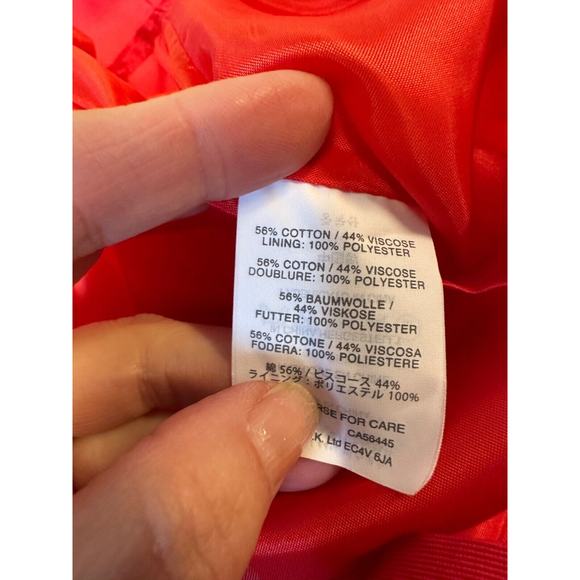 56% COTTON / 44% VISCOSE
LINING: 100% POLYESTER
56% COTON / 44% VISCOSE
DOUBLURE: 100% POLYESTER
56% BAUMWOLLE /
44% VISKOSE
FUTTER: 100% POLYESTER
56% COTONE / 44% VISCOSA
FODERA: 100% POLIESTERE
綿 56% / ビスコース 44%
ライニング: ポリエステル 100%
FOR CARE
CA56445
Ltd EC4V 6JA